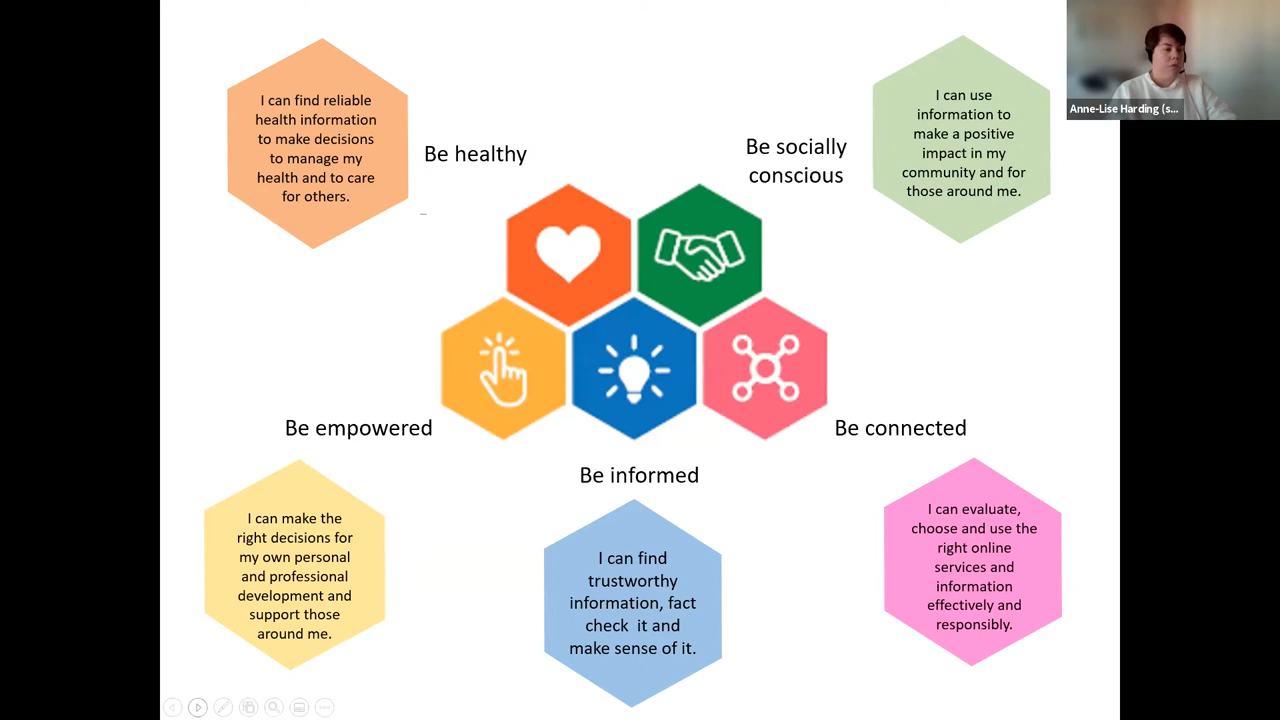 I can find reliable
health information
to make decisions
to manage my
health and to care
for others.
Be healthy
Be socially
conscious
I can use
information to
make a positive
impact in my
community and for
those around me.
Anne-Lise Harding (s...
Be empowered
Be connected
Be informed
I can make the
right decisions for
my own personal
and professional
development and
support those
around me.
I can find
trustworthy
information, fact
check  it and
make sense of it.
I can evaluate,
choose and use the
right online
services and
information
effectively and
responsibly.